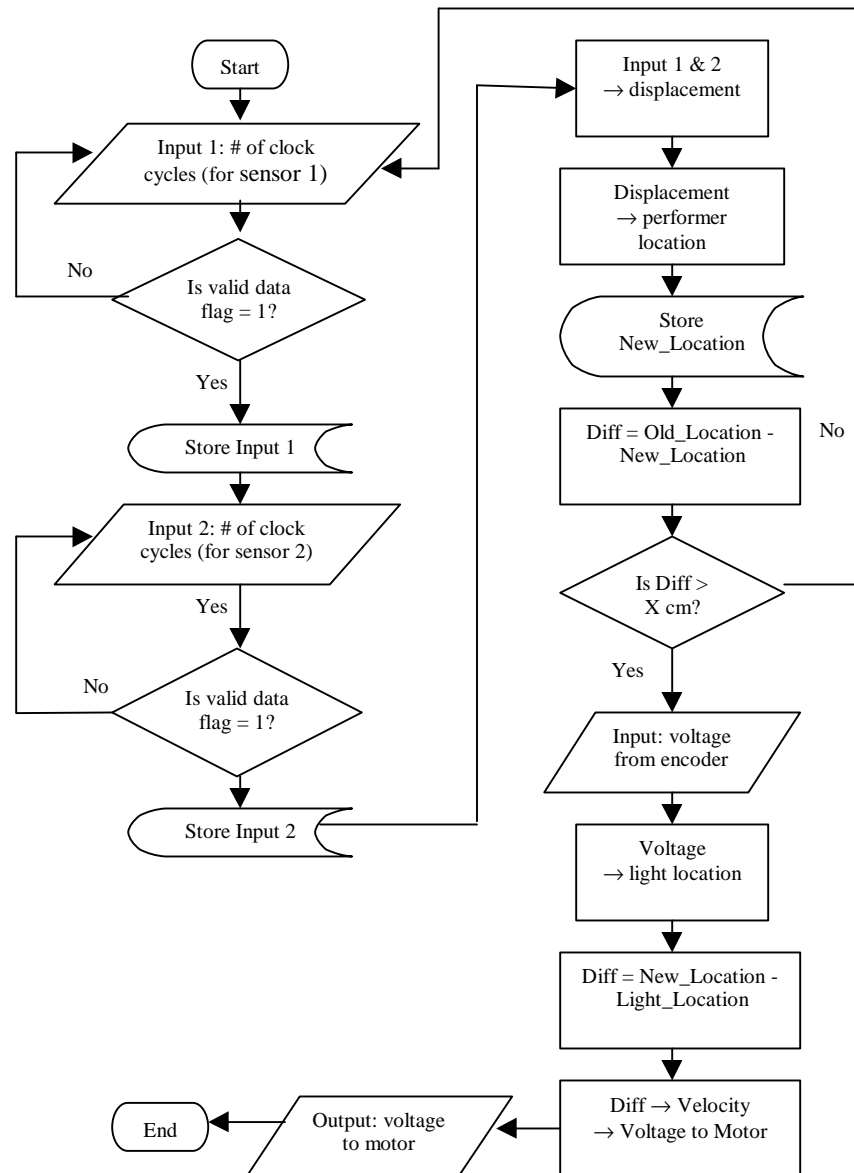 Start
Input 1: # of clock
cycles (for sensor 1)
No
Is valid data
flag = 1?
Yes
Store Input 1
Input 2: # of clock
cycles (for sensor 2)
Yes
No
Is valid data
flag = 1?
Store Input 2
Input 1 & 2
→ displacement
Displacement
→ performer
location
Store
New_Location
Diff = Old_Location -
New_Location
No
Is Diff >
X cm?
Yes
Input: voltage
from encoder
Voltage
→ light location
Diff = New_Location -
Light_Location
Diff → Velocity
→ Voltage to Motor
Output: voltage
to motor
End